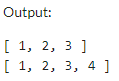 Output:
[ 1, 2, 3 ]
[ 1, 2, 3, 4 ]